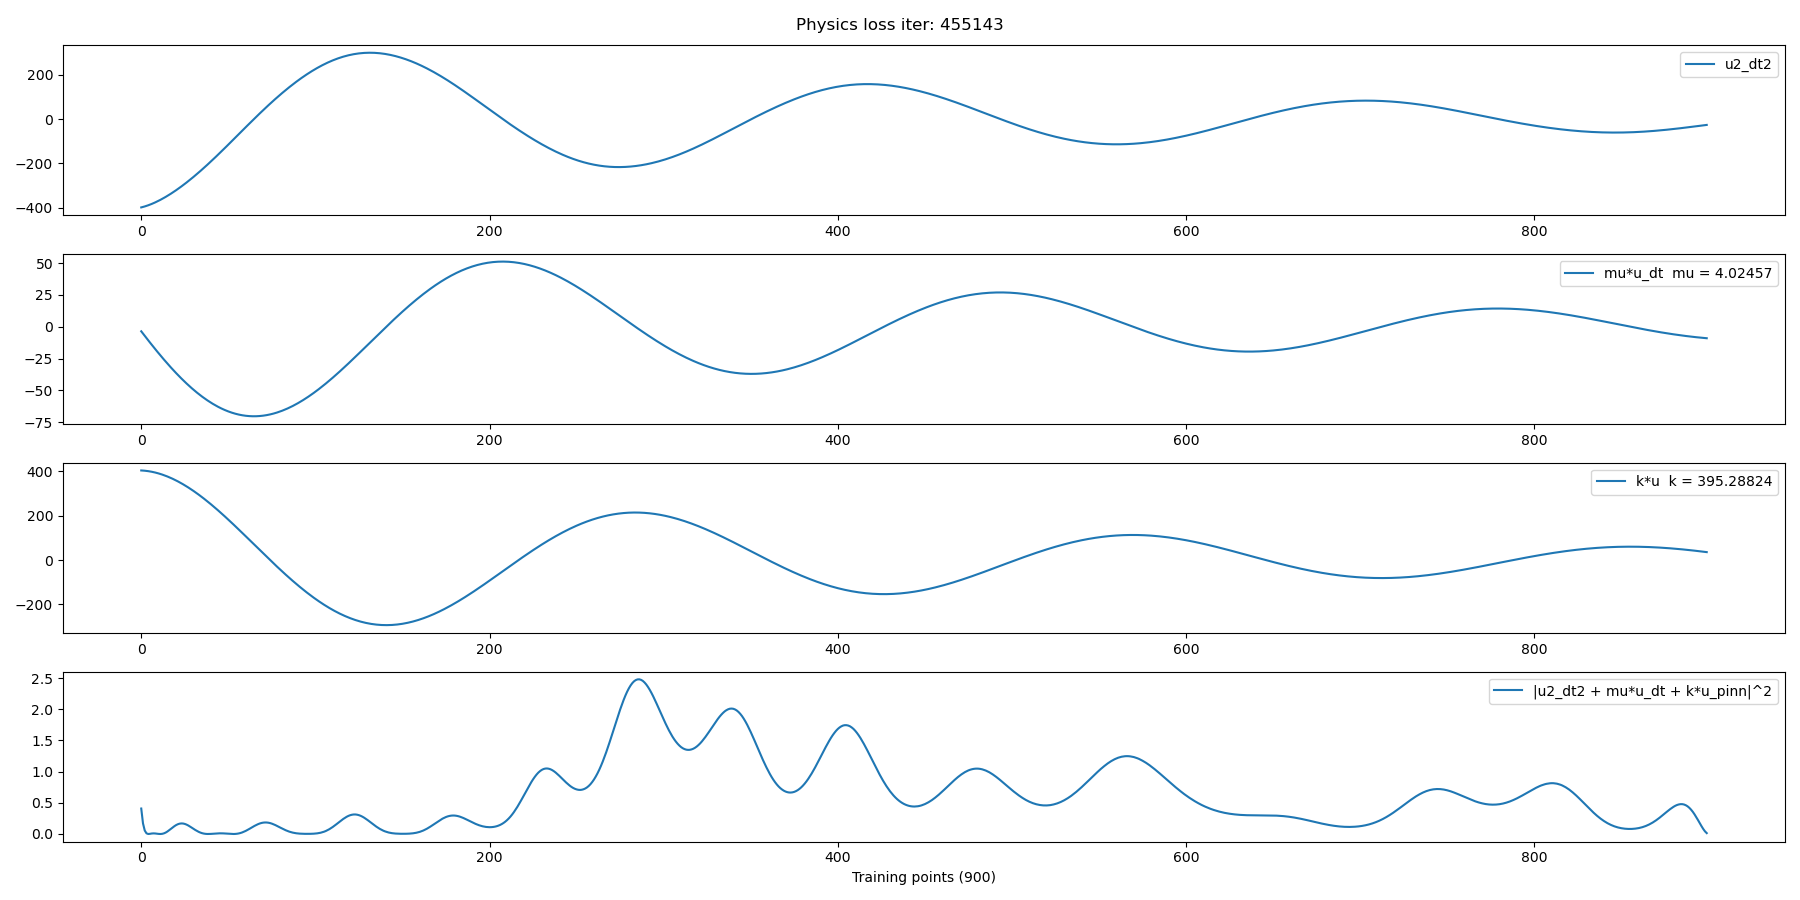 Physics loss iter: 455143
200
0
−200
−400
u2_dt2
0 200 400 600 800
50
25
0
−25
−50
−75
mu*u_dt  mu = 4.02457
0 200 400 600 800
400
200
0
−200
k*u  k = 395.28824
0 200 400 600 800
2.5
2.0
1.5
1.0
0.5
0.0
|u2_dt2 + mu*u_dt + k*u_pinn|^2
0 200 400 600 800
Training points (900)